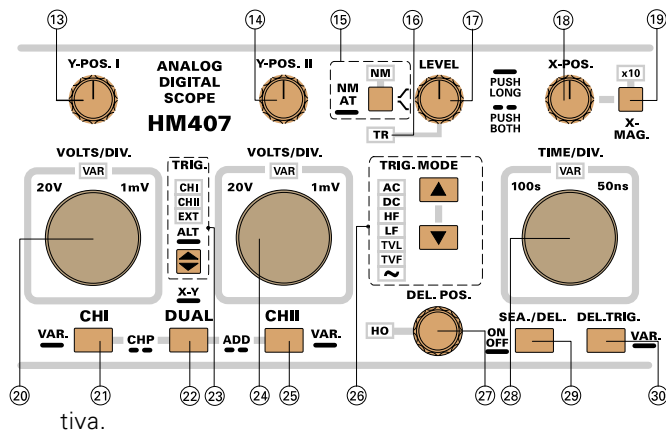 13 14 15 16 17 18 19
Y-POS. I
ANALOG
DIGITAL
SCOPE
HM407
Y-POS. II
NM
AT
NM
LEVEL
TR
PUSH
LONG
PUSH
BOTH
X-POS.
x10
X-
MAG.
VOLTS/DIV.
VAR
20V 1mV
TRIG.
CHI
CHII
EXT
ALT
X-Y
VOLTS/DIV.
VAR
20V 1mV
TRIG. MODE
AC
DC
HF
LF
TVL
TVF
~
TIME/DIV.
VAR
100s 50ns
DEL. POS.
HO
CHI
VAR.
CHP
DUAL
ADD
CHII
VAR.
ON
OFF
SEA./DEL.
DEL.TRIG.
VAR.
20 21 22 23 24 25 26 27 28 29 30
tiva.